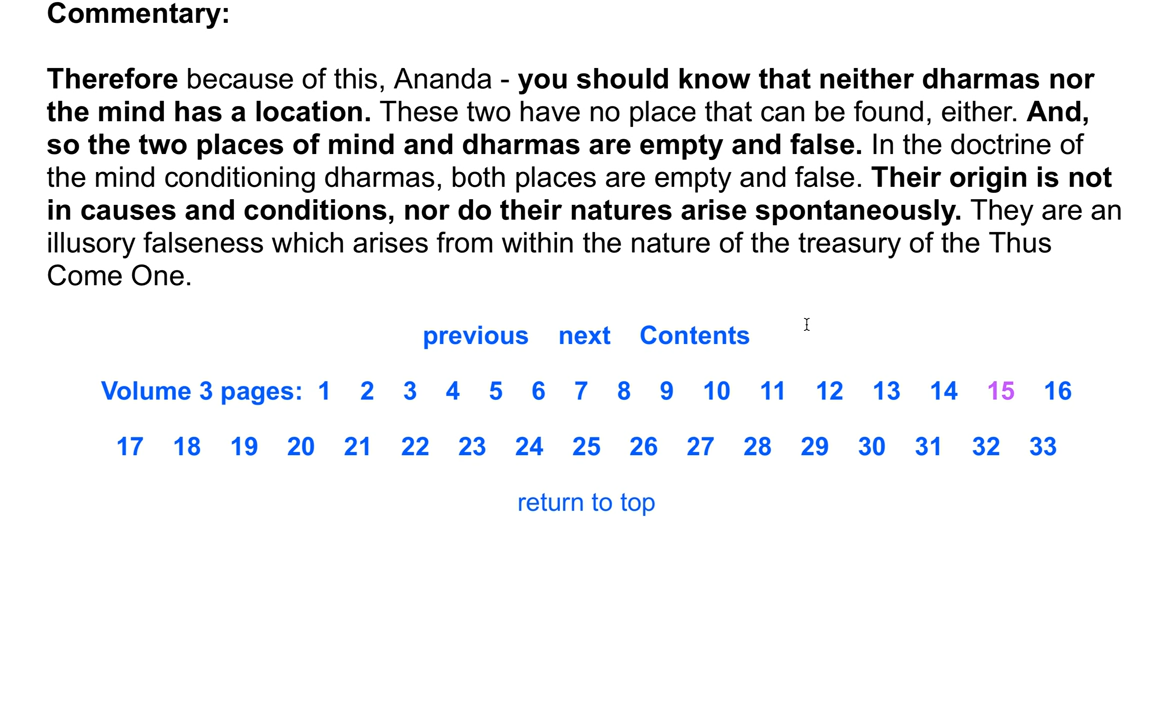 Commentary:
Therefore because of this, Ananda - you should know that neither dharmas nor
the mind has a location. These two have no place that can be found, either. And,
so the two places of mind and dharmas are empty and false. In the doctrine of
the mind conditioning dharmas, both places are empty and false. Their origin is not
in causes and conditions, nor do their natures arise spontaneously. They are an
illusory falseness which arises from within the nature of the treasury of the Thus
Come One.
previous next Contents
Volume 3 pages: 1 2 3 4 5 6 7 8 9 10 11 12 13 14 15 16
17 18 19 20 21 22 23 24 25 26 27 28 29 30 31 32 33
return to top